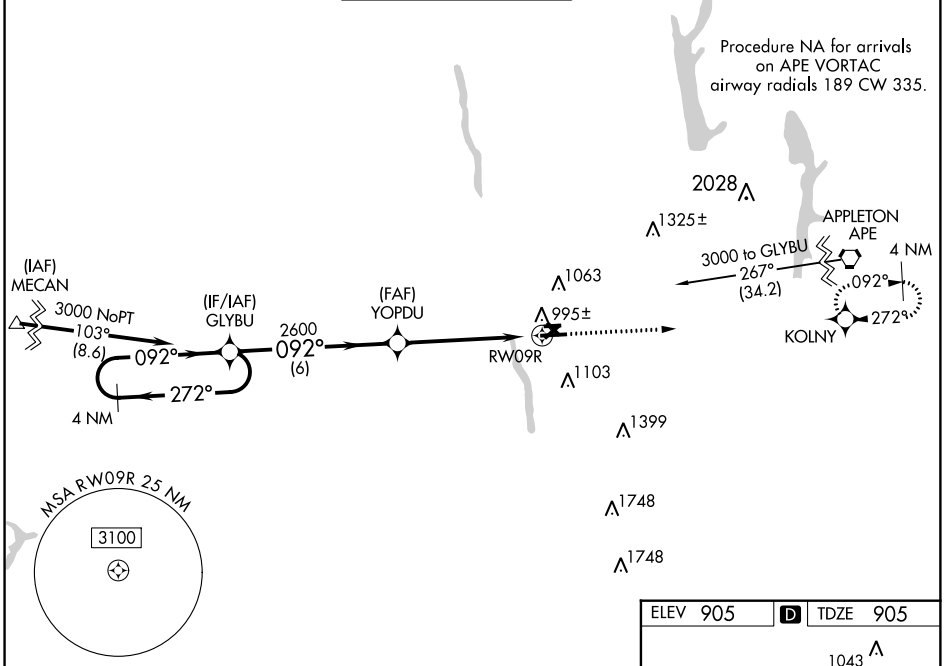 Procedure NA for arrivals
on APE VORTAC
airway radials 189 CW 335.
2028
1325±
APPLETON
APE
4 NM
3000 to GLYBU
267°
(34.2)
092°
272°
KOLNY
(IAF)
MECAN
3000 NoPT
103°
(8.6)
092°
272°
4 NM
(IF/IAF)
GLYBU
2600
092°
(6)
(FAF)
YOPDU
1063
995±
RW09R
1103
1399
1748
1748
MSA RW09R 25 NM
3100
ELEV 905 D TDZE 905
1043